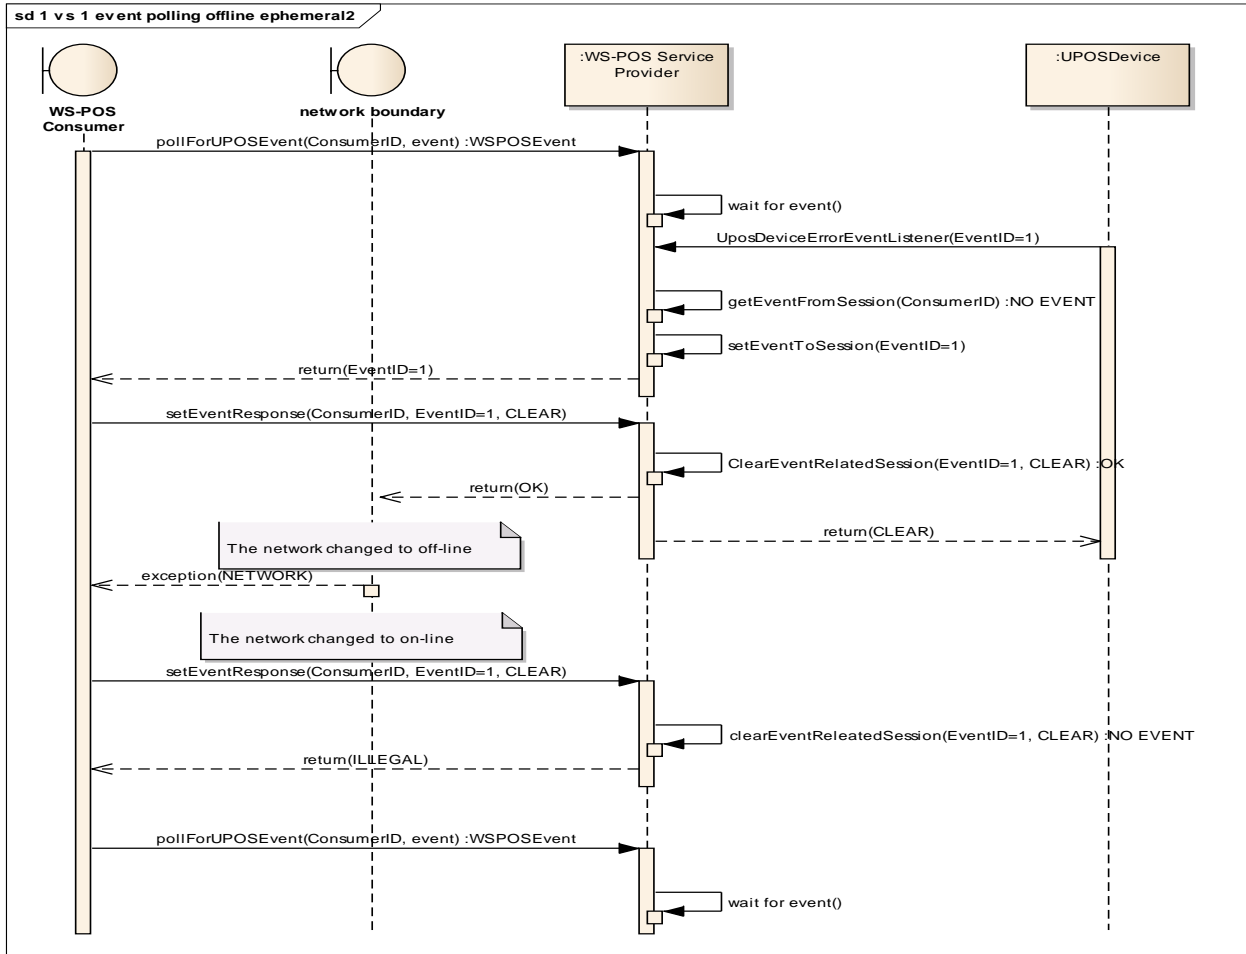 sd 1 vs 1 event polling offline ephemeral2
WS-POS
Consumer
network boundary
:WS-POS Service
Provider
:UPOSDevice
pollForUPOSEvent(ConsumerID, event) :WSPOSEvent
wait for event()
UposDeviceErrorEventListener(EventID=1)
getEventFromSession(ConsumerID) :NO EVENT
setEventToSession(EventID=1)
return(EventID=1)
setEventResponse(ConsumerID, EventID=1, CLEAR)
ClearEventRelatedSession(EventID=1, CLEAR) :OK
return(OK)
return(CLEAR)
The network changed to off-line
exception(NETWORK)
The network changed to on-line
setEventResponse(ConsumerID, EventID=1, CLEAR)
clearEventReleatedSession(EventID=1, CLEAR) :NO EVENT
return(ILLEGAL)
pollForUPOSEvent(ConsumerID, event) :WSPOSEvent
wait for event()